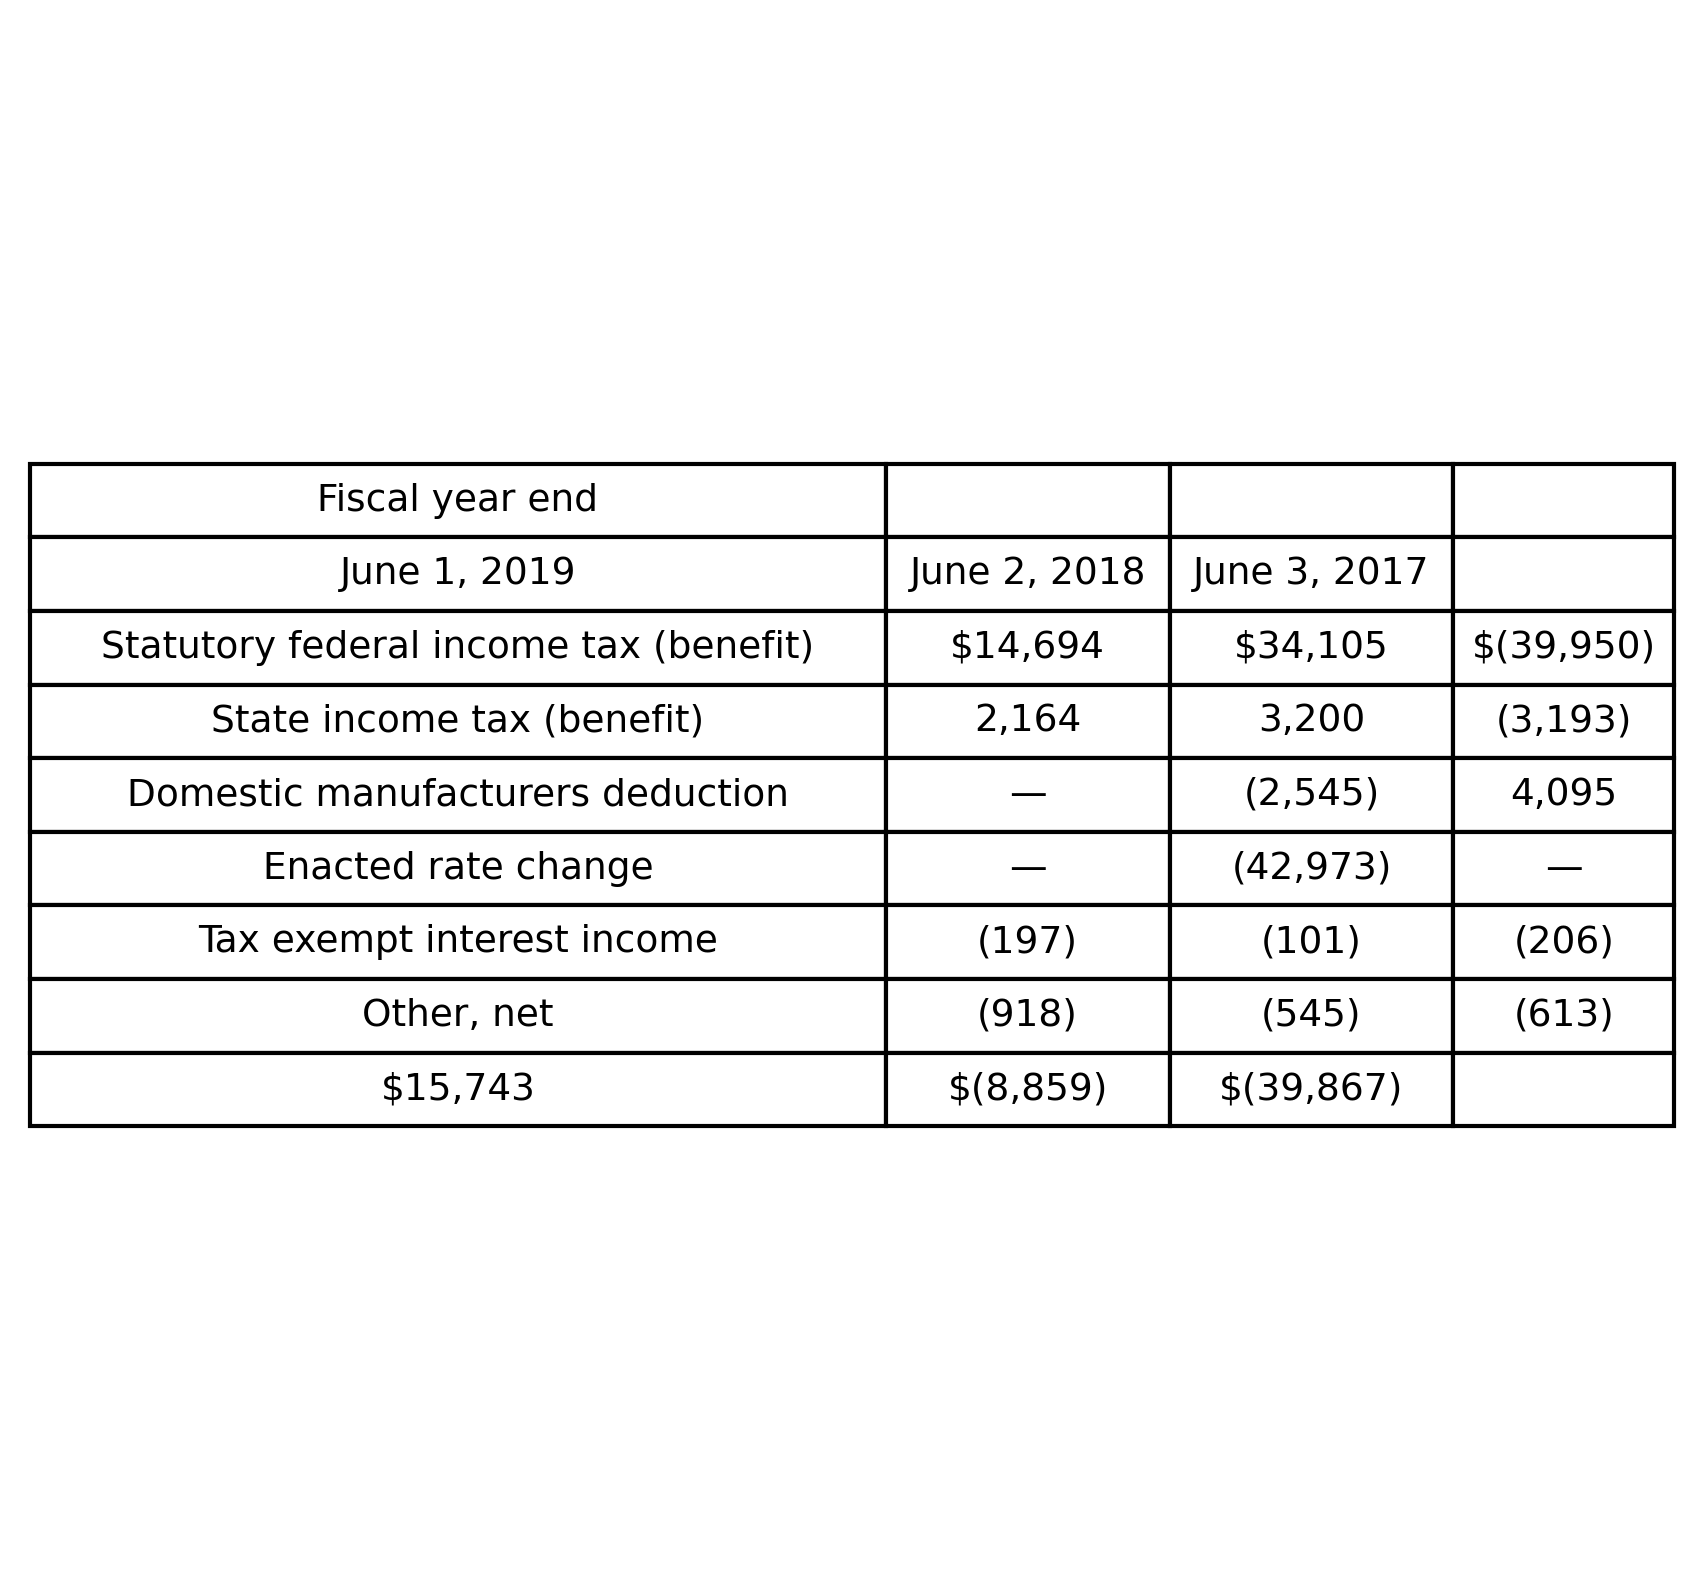 Fiscal year end
June 1, 2019 June 2, 2018 June 3, 2017
Statutory federal income tax (benefit) $14,694 $34,105 $(39,950)
State income tax (benefit) 2,164 3,200 (3,193)
Domestic manufacturers deduction — (2,545) 4,095
Enacted rate change — (42,973) —
Tax exempt interest income (197) (101) (206)
Other, net (918) (545) (613)
$15,743 $(8,859) $(39,867)